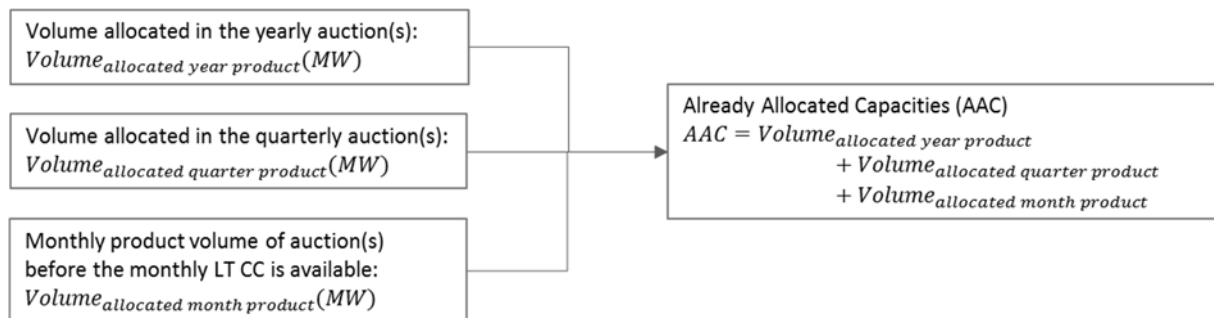 Volume allocated in the yearly auction(s):
Volume_allocated year product(MW)
Volume allocated in the quarterly auction(s):
Volume_allocated quarter product(MW)
Monthly product volume of auction(s)
before the monthly LT CC is available:
Volume_allocated month product(MW)
Already Allocated Capacities (AAC)
AAC = Volume_allocated year product
+ Volume_allocated quarter product
+ Volume_allocated month product